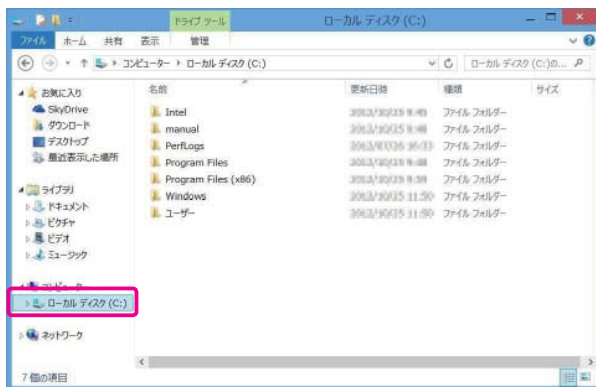 ドライブ ツール
ローカル ディスク (C:)
ファイル ホーム 共有 表示 管理
コンピューター ローカル ディスク (C:)
ローカル ディスク (C:)の...
名前 更新日時 種類 サイズ
お気に入り
SkyDrive
ダウンロード
デスクトップ
最近表示した場所
ライブラリ
ドキュメント
ピクチャ
ビデオ
ミュージック
ローカル ディスク (C:)
ネットワーク
Intel ファイル フォルダー
manual ファイル フォルダー
PerfLogs ファイル フォルダー
Program Files ファイル フォルダー
Program Files (x86) ファイル フォルダー
Windows ファイル フォルダー
ユーザー ファイル フォルダー
7 個の項目